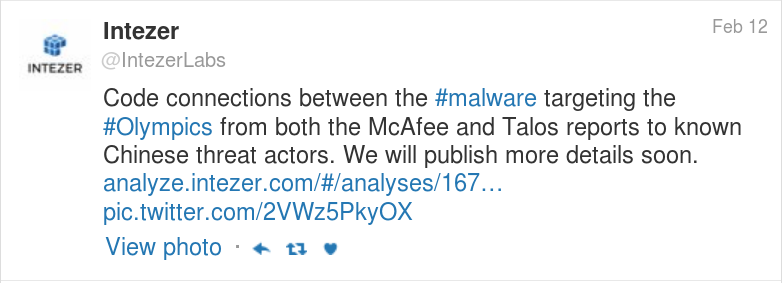 Intezer
Feb 12
INTEZER
@IntezerLabs
Code connections between the #malware targeting the
#Olympics from both the McAfee and Talos reports to known
Chinese threat actors. We will publish more details soon.
analyze.intezer.com/#/analyses/167…
pic.twitter.com/2VWz5PkyOX
View photo ·